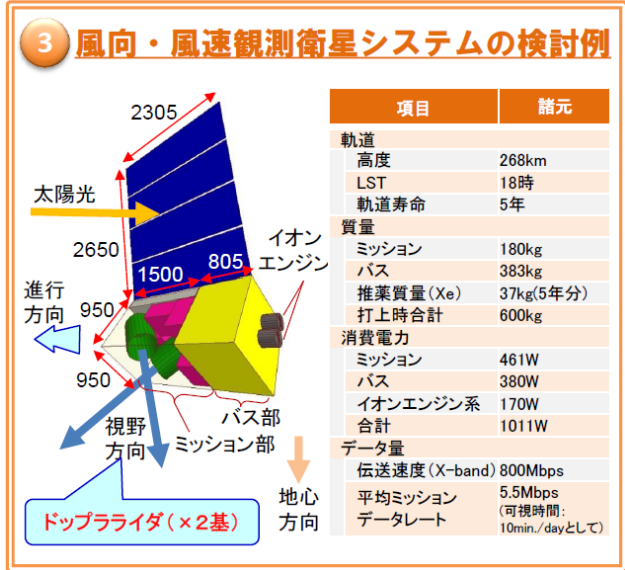 3 風向・風速観測衛星システムの検討例
2305
太陽光
2650
1500
805
イオン
エンジン
進行
方向
950
950
視野
方向
バス部
ミッション部
地心
方向
ドップラライダ(×2基)
項目 諸元
軌道
高度 268km
LST 18時
軌道寿命 5年
質量
ミッション 180kg
バス 383kg
推薬質量(Xe) 37kg(5年分)
打上時合計 600kg
消費電力
ミッション 461W
バス 380W
イオンエンジン系 170W
合計 1011W
データ量
伝送速度(X-band) 800Mbps
平均ミッション 5.5Mbps
データレート (可視時間:
10min./dayとして)